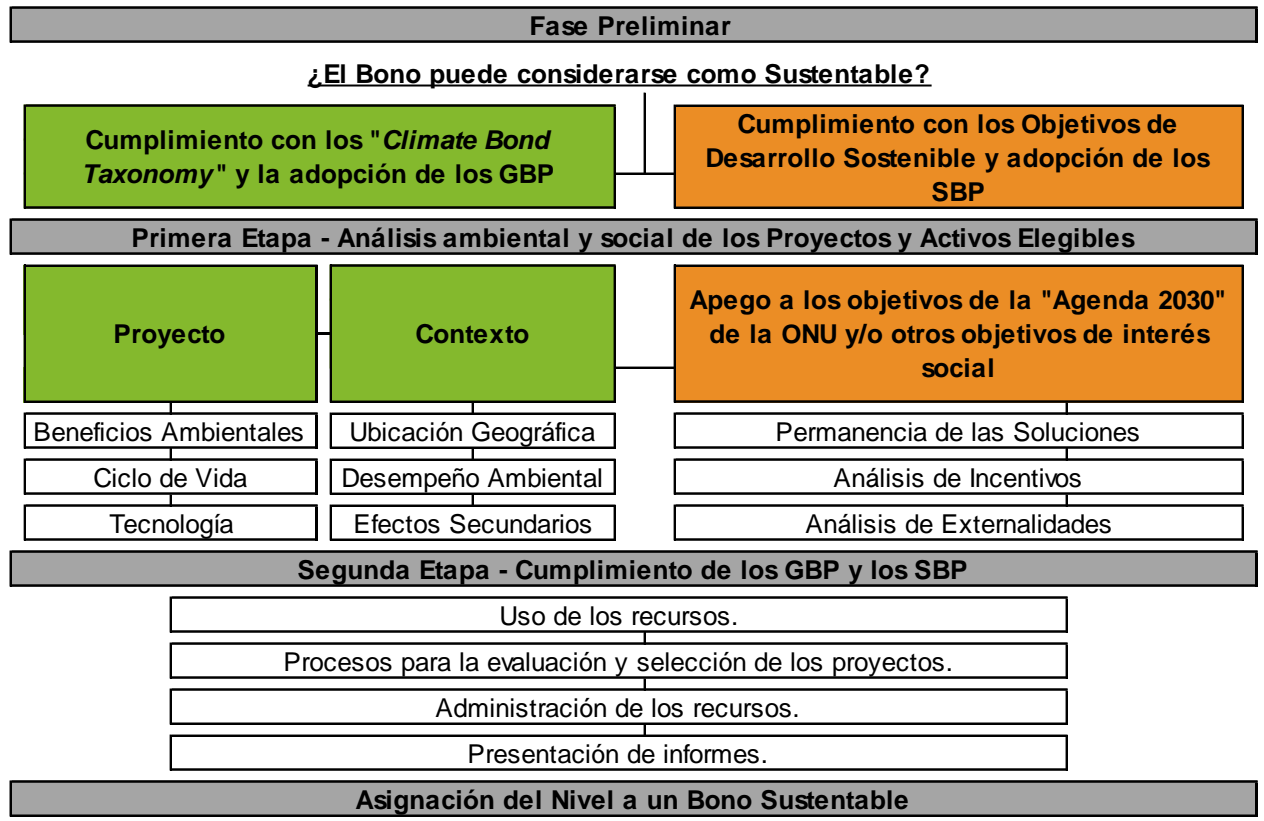 Fase Preliminar
¿El Bono puede considerarse como Sustentable?
Cumplimiento con los "Climate Bond
Taxonomy" y la adopción de los GBP
Cumplimiento con los Objetivos de
Desarrollo Sostenible y adopción de los
SBP
Primera Etapa - Análisis ambiental y social de los Proyectos y Activos Elegibles
Proyecto
Contexto
Apego a los objetivos de la "Agenda 2030"
de la ONU y/o otros objetivos de interés
social
Beneficios Ambientales
Ciclo de Vida
Tecnología
Ubicación Geográfica
Desempeño Ambiental
Efectos Secundarios
Permanencia de las Soluciones
Análisis de Incentivos
Análisis de Externalidades
Segunda Etapa - Cumplimiento de los GBP y los SBP
Uso de los recursos.
Procesos para la evaluación y selección de los proyectos.
Administración de los recursos.
Presentación de informes.
Asignación del Nivel a un Bono Sustentable